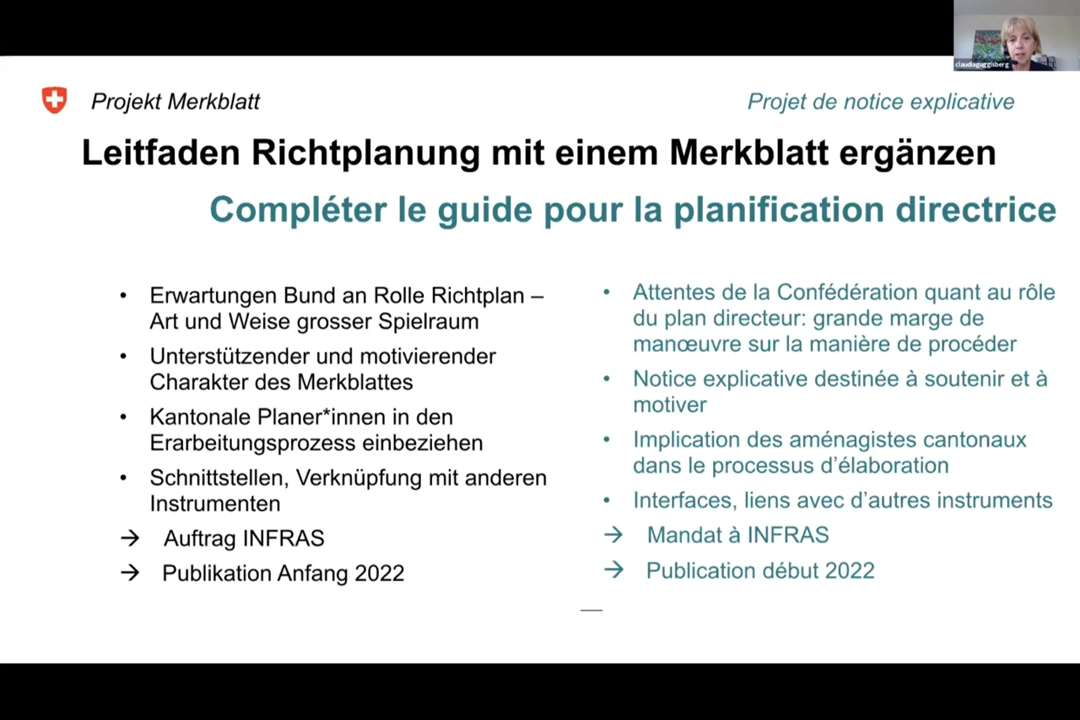 claudiaguggisberg
Projekt Merkblatt
Projet de notice explicative
Leitfaden Richtplanung mit einem Merkblatt ergänzen
Compléter le guide pour la planification directrice
• Erwartungen Bund an Rolle Richtplan –
Art und Weise grosser Spielraum
• Unterstützender und motivierender
Charakter des Merkblattes
• Kantonale Planer*innen in den
Erarbeitungsprozess einbeziehen
• Schnittstellen, Verknüpfung mit anderen
Instrumenten
→ Auftrag INFRAS
→ Publikation Anfang 2022
• Attentes de la Confédération quant au rôle
du plan directeur: grande marge de
manœuvre sur la manière de procéder
• Notice explicative destinée à soutenir et à
motiver
• Implication des aménagistes cantonaux
dans le processus d’élaboration
• Interfaces, liens avec d’autres instruments
→ Mandat à INFRAS
→ Publication début 2022